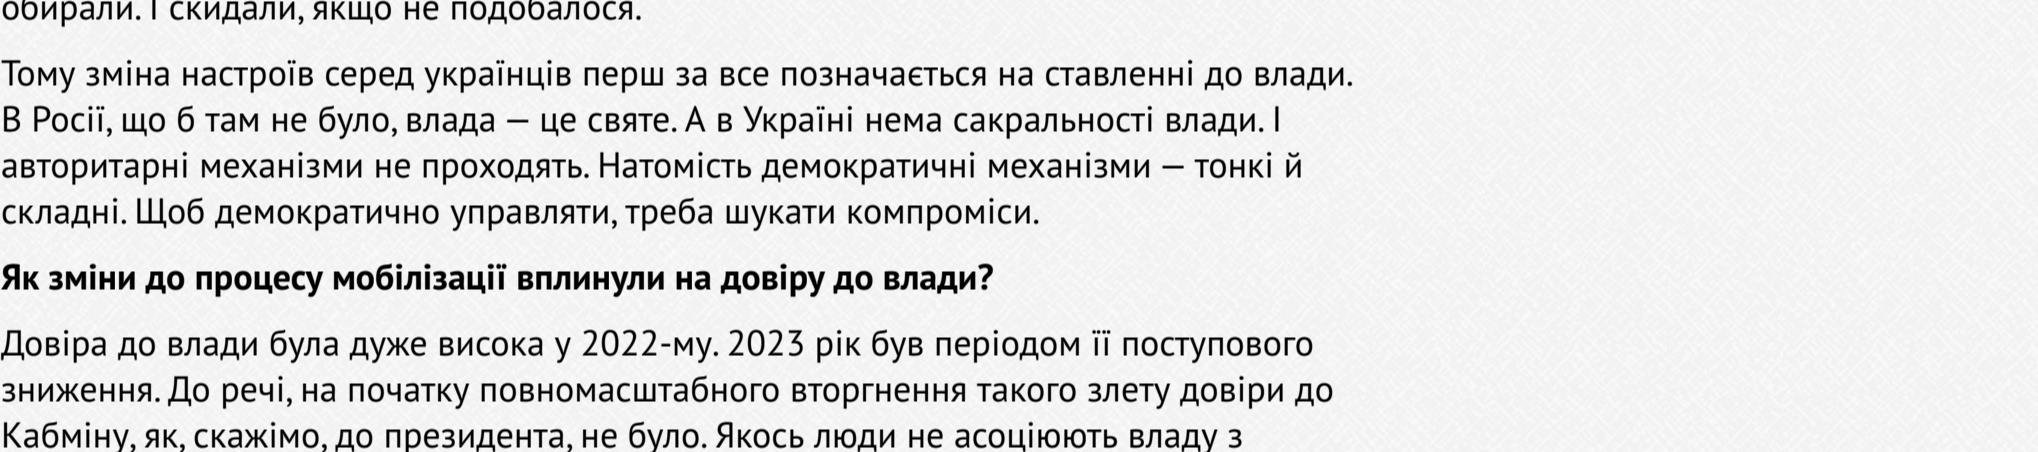 обирали. І скидали, якщо не подобалося.
Тому зміна настроїв серед українців перш за все позначається на ставленні до влади.
В Росії, що б там не було, влада — це святе. А в Україні нема сакральності влади. І
авторитарні механізми не проходять. Натомість демократичні механізми — тонкі й
складні. Щоб демократично управляти, треба шукати компроміси.
Як зміни до процесу мобілізації вплинули на довіру до влади?
Довіра до влади була дуже висока у 2022-му. 2023 рік був періодом її поступового
зниження. До речі, на початку повномасштабного вторгнення такого злету довіри до
Кабміну, як, скажімо, до президента, не було. Якось люди не асоціюють владу з